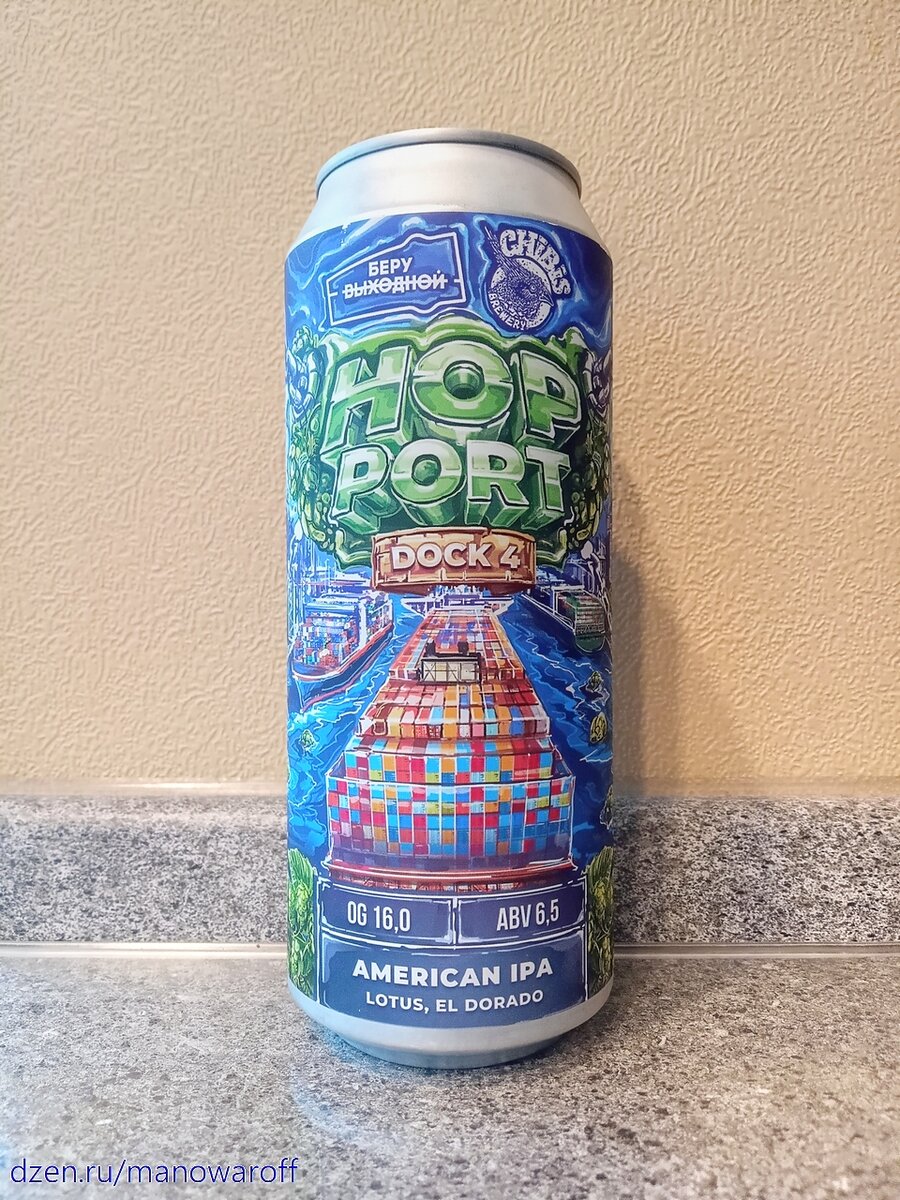 БЕРУ
ВЫХОДНОЙ
CHIBIS
BREWERY
HOP
PORT
DOCK 4
OG 16,0
ABV 6,5
AMERICAN IPA
LOTUS, EL DORADO
dzen.ru/manowaroff